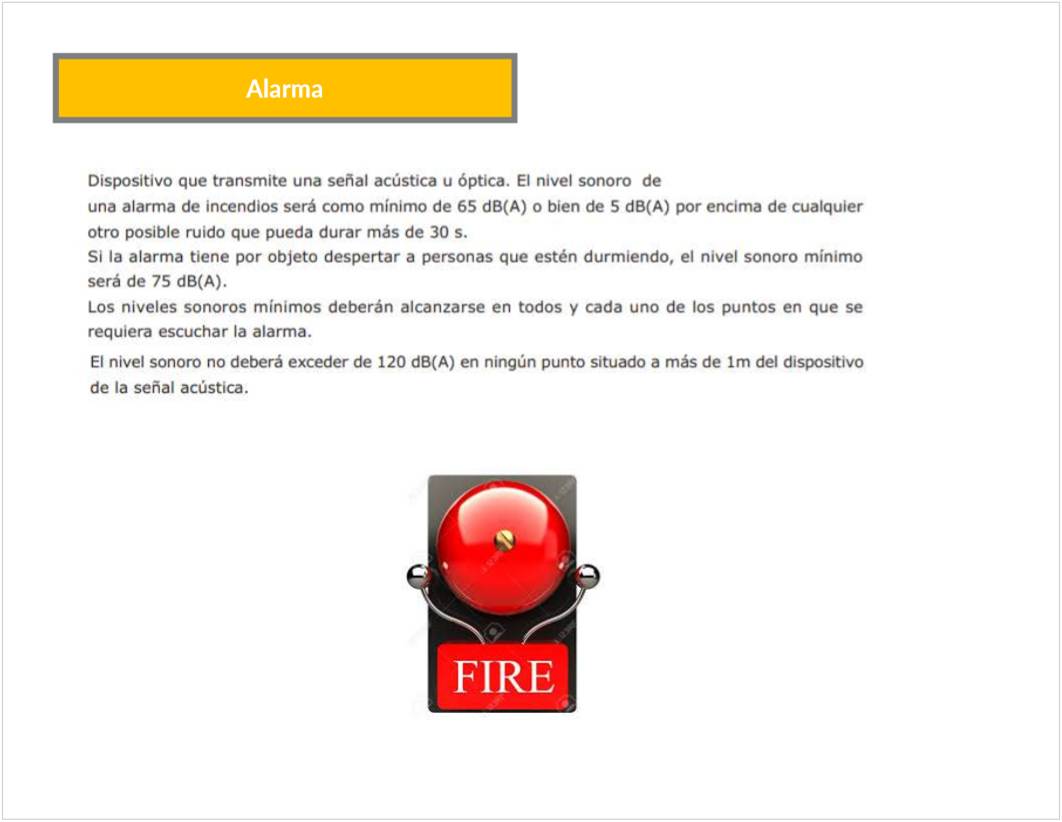 Alarma
Dispositivo que transmite una señal acústica u óptica. El nivel sonoro de
una alarma de incendios será como mínimo de 65 dB(A) o bien de 5 dB(A) por encima de cualquier
otro posible ruido que pueda durar más de 30 s.
Si la alarma tiene por objeto despertar a personas que estén durmiendo, el nivel sonoro mínimo
será de 75 dB(A).
Los niveles sonoros mínimos deberán alcanzarse en todos y cada uno de los puntos en que se
requiera escuchar la alarma.
El nivel sonoro no deberá exceder de 120 dB(A) en ningún punto situado a más de 1m del dispositivo
de la señal acústica.
FIRE